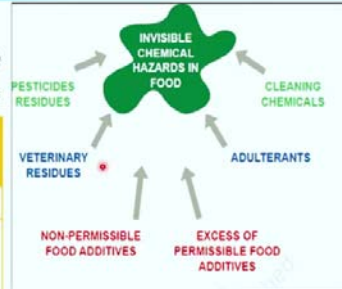 INVISIBLE
CHEMICAL
HAZARDS IN
FOOD
PESTICIDES
RESIDUES
CLEANING
CHEMICALS
VETERINARY
RESIDUES
ADULTERANTS
NON-PERMISSIBLE
FOOD ADDITIVES
EXCESS OF
PERMISSIBLE FOOD
ADDITIVES